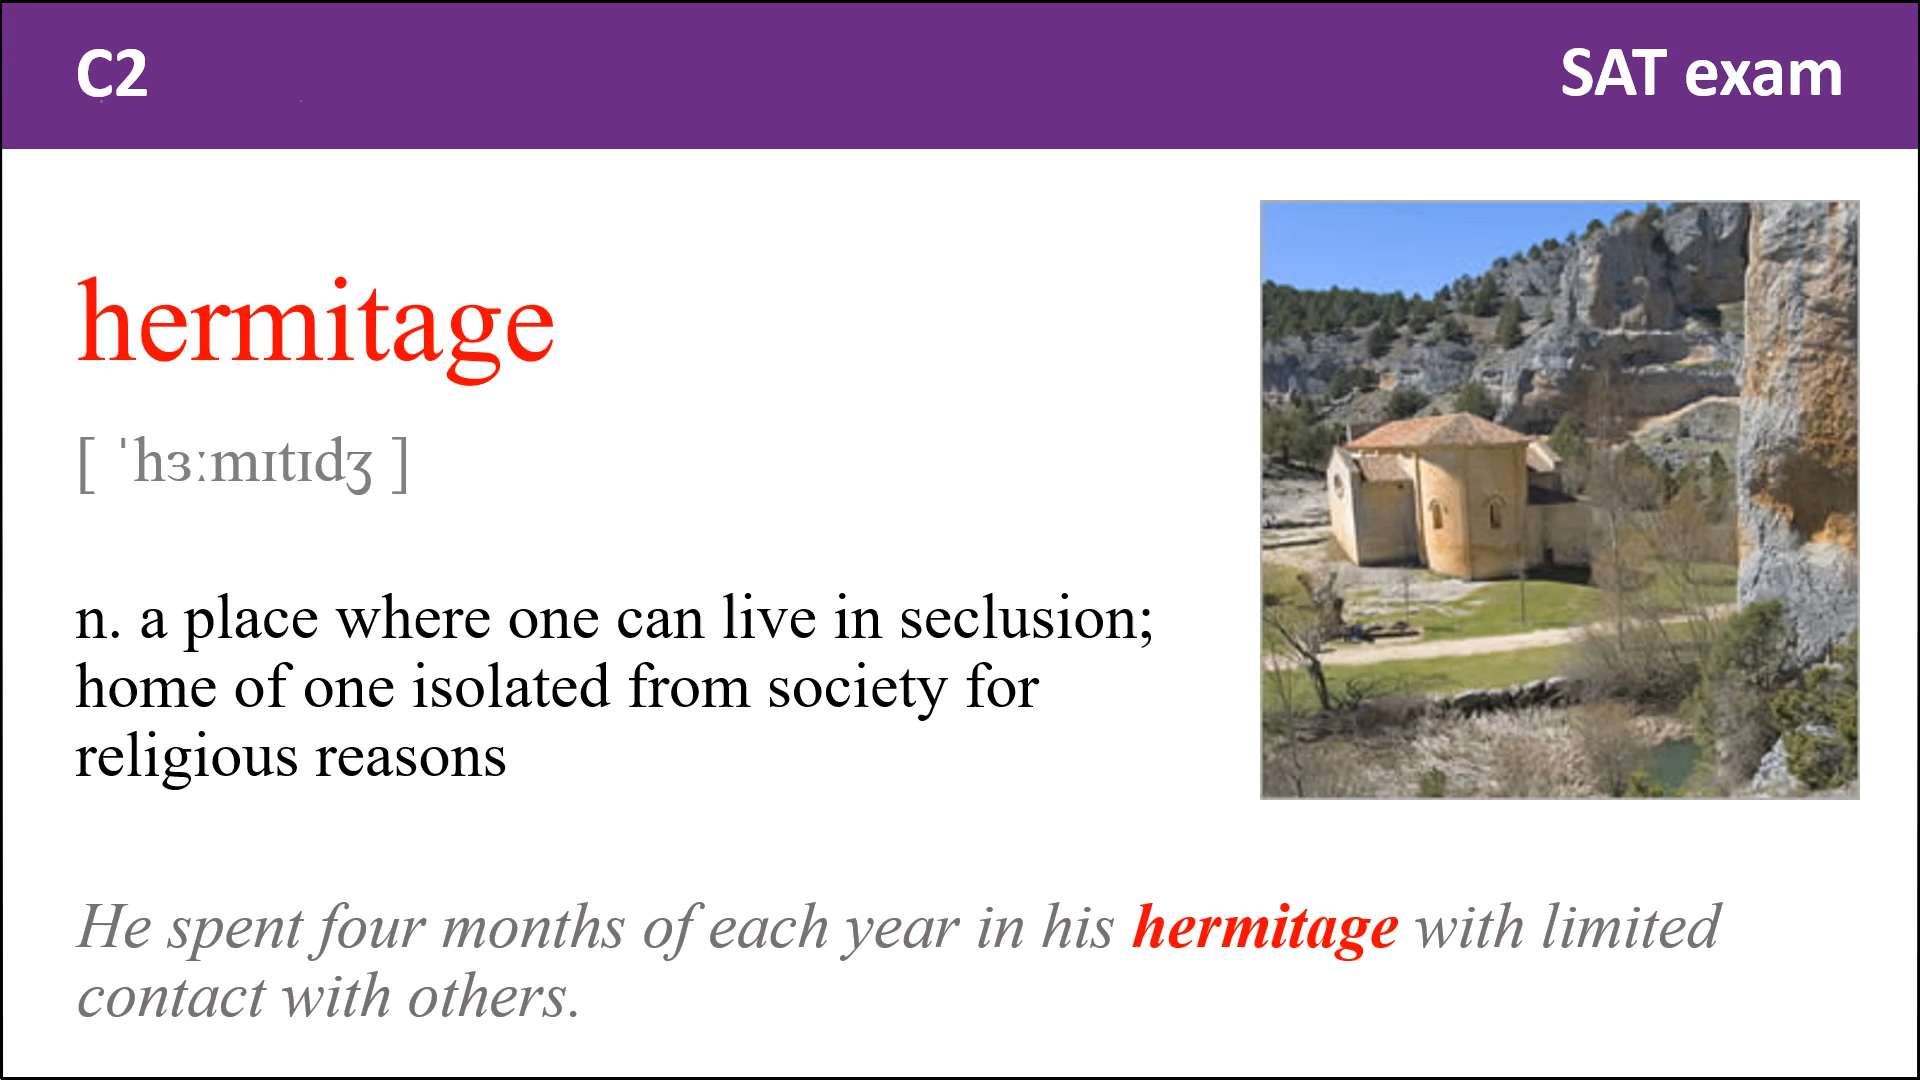 C2
SAT exam
hermitage
[ ˈhɜːmɪtɪdʒ ]
n. a place where one can live in seclusion;
home of one isolated from society for
religious reasons
He spent four months of each year in his hermitage with limited
contact with others.